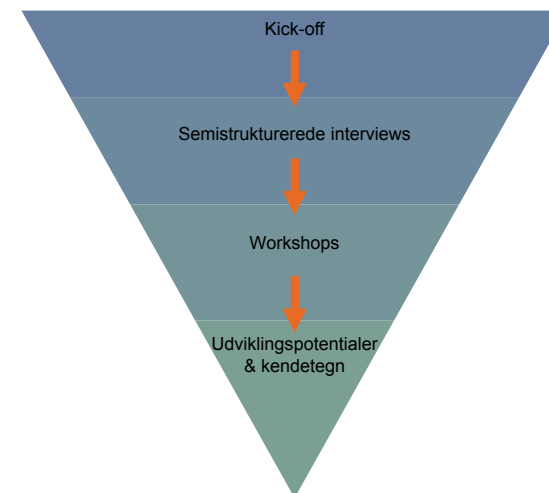 Kick-off
Semistrukturerede interviews
Workshops
Udviklingspotentialer
& kendetegn